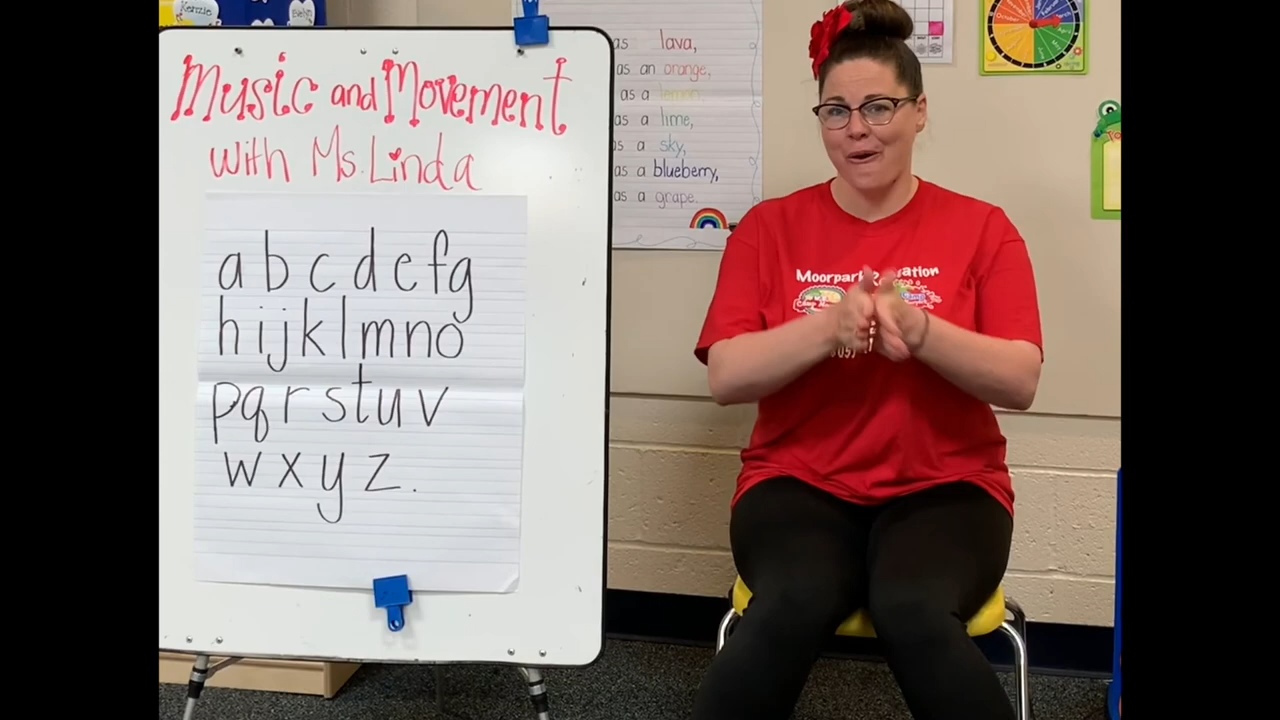 Kenzie
Music and Movement
with Ms. Linda
a b c d e f g
h i j k l m n o
p q r s t u v
w x y z .
as lava,
as an orange,
as a lemon
as a lime,
as a sky,
as a blueberry,
as a grape.
Moorpark